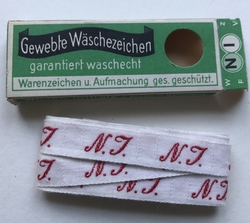 Gewebte Wäschezeichen
garantiert waschecht
Warenzeichen u. Aufmachung ges. geschützt.
Z V
N I
W F
N.J.
N.J.
N.J.
N.J.
N.J.
N.J.